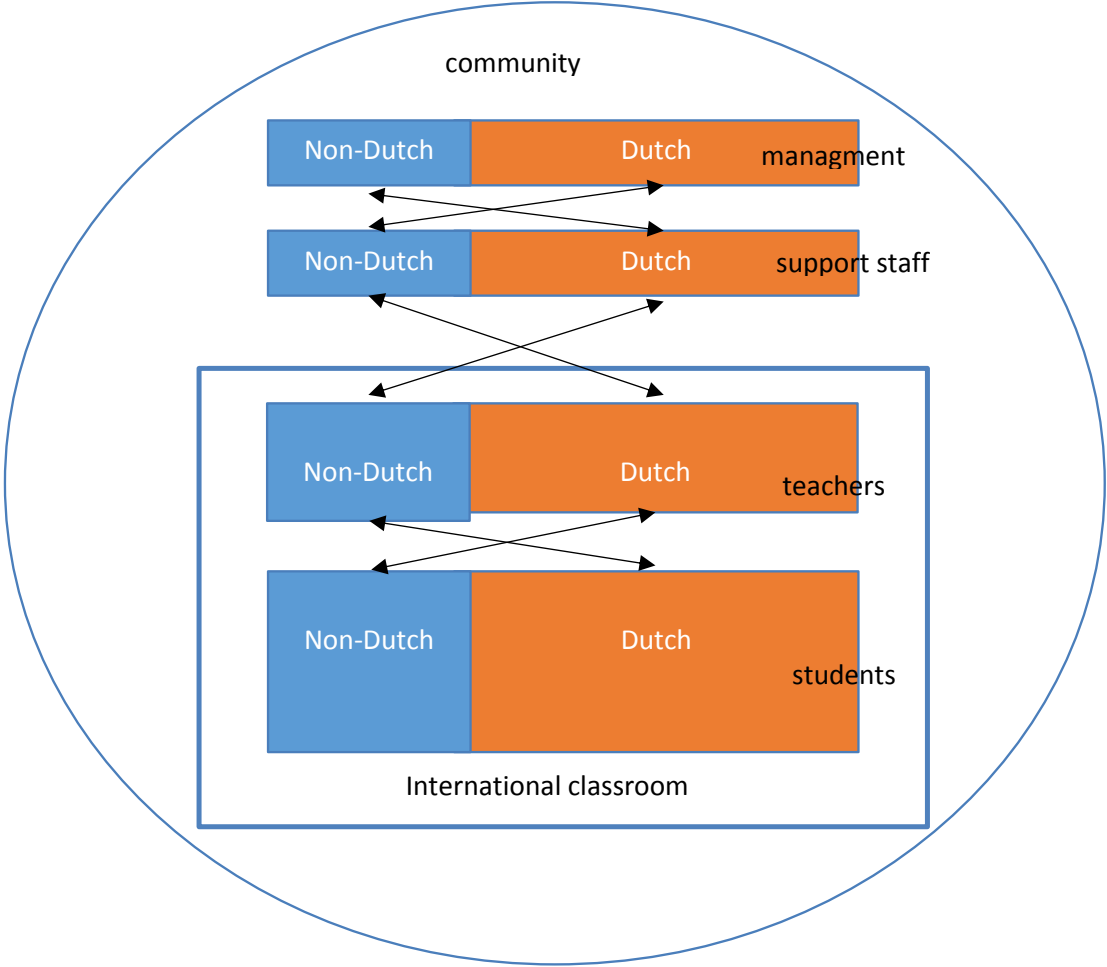 community
Non-Dutch Dutch managment
Non-Dutch Dutch support staff
Non-Dutch Dutch teachers
Non-Dutch Dutch
students
International classroom